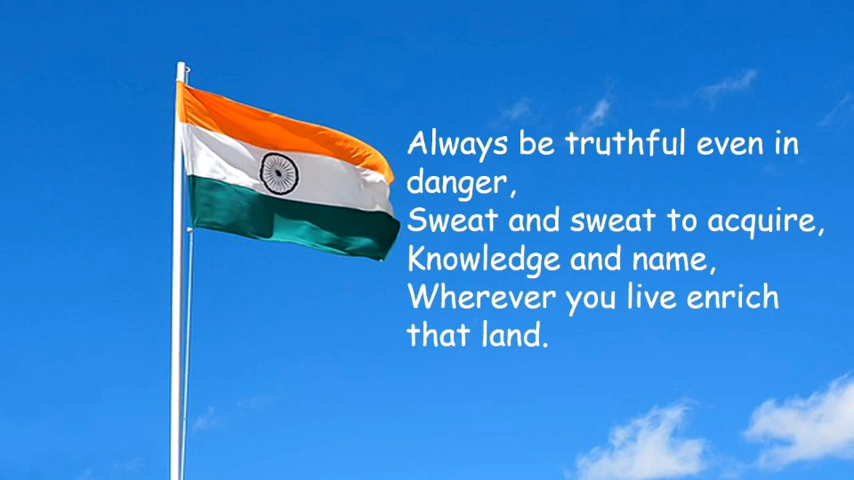 Always be truthful even in
danger,
Sweat and sweat to acquire,
Knowledge and name,
Wherever you live enrich
that land.